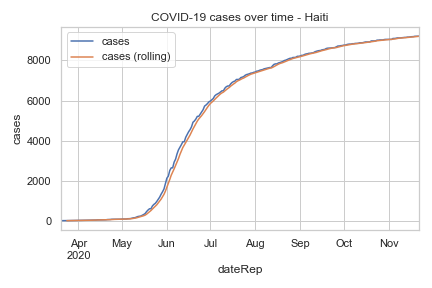 COVID-19 cases over time - Haiti
cases
cases (rolling)
8000
6000
4000
2000
0
cases
Apr May Jun Jul Aug Sep Oct Nov
2020
dateRep